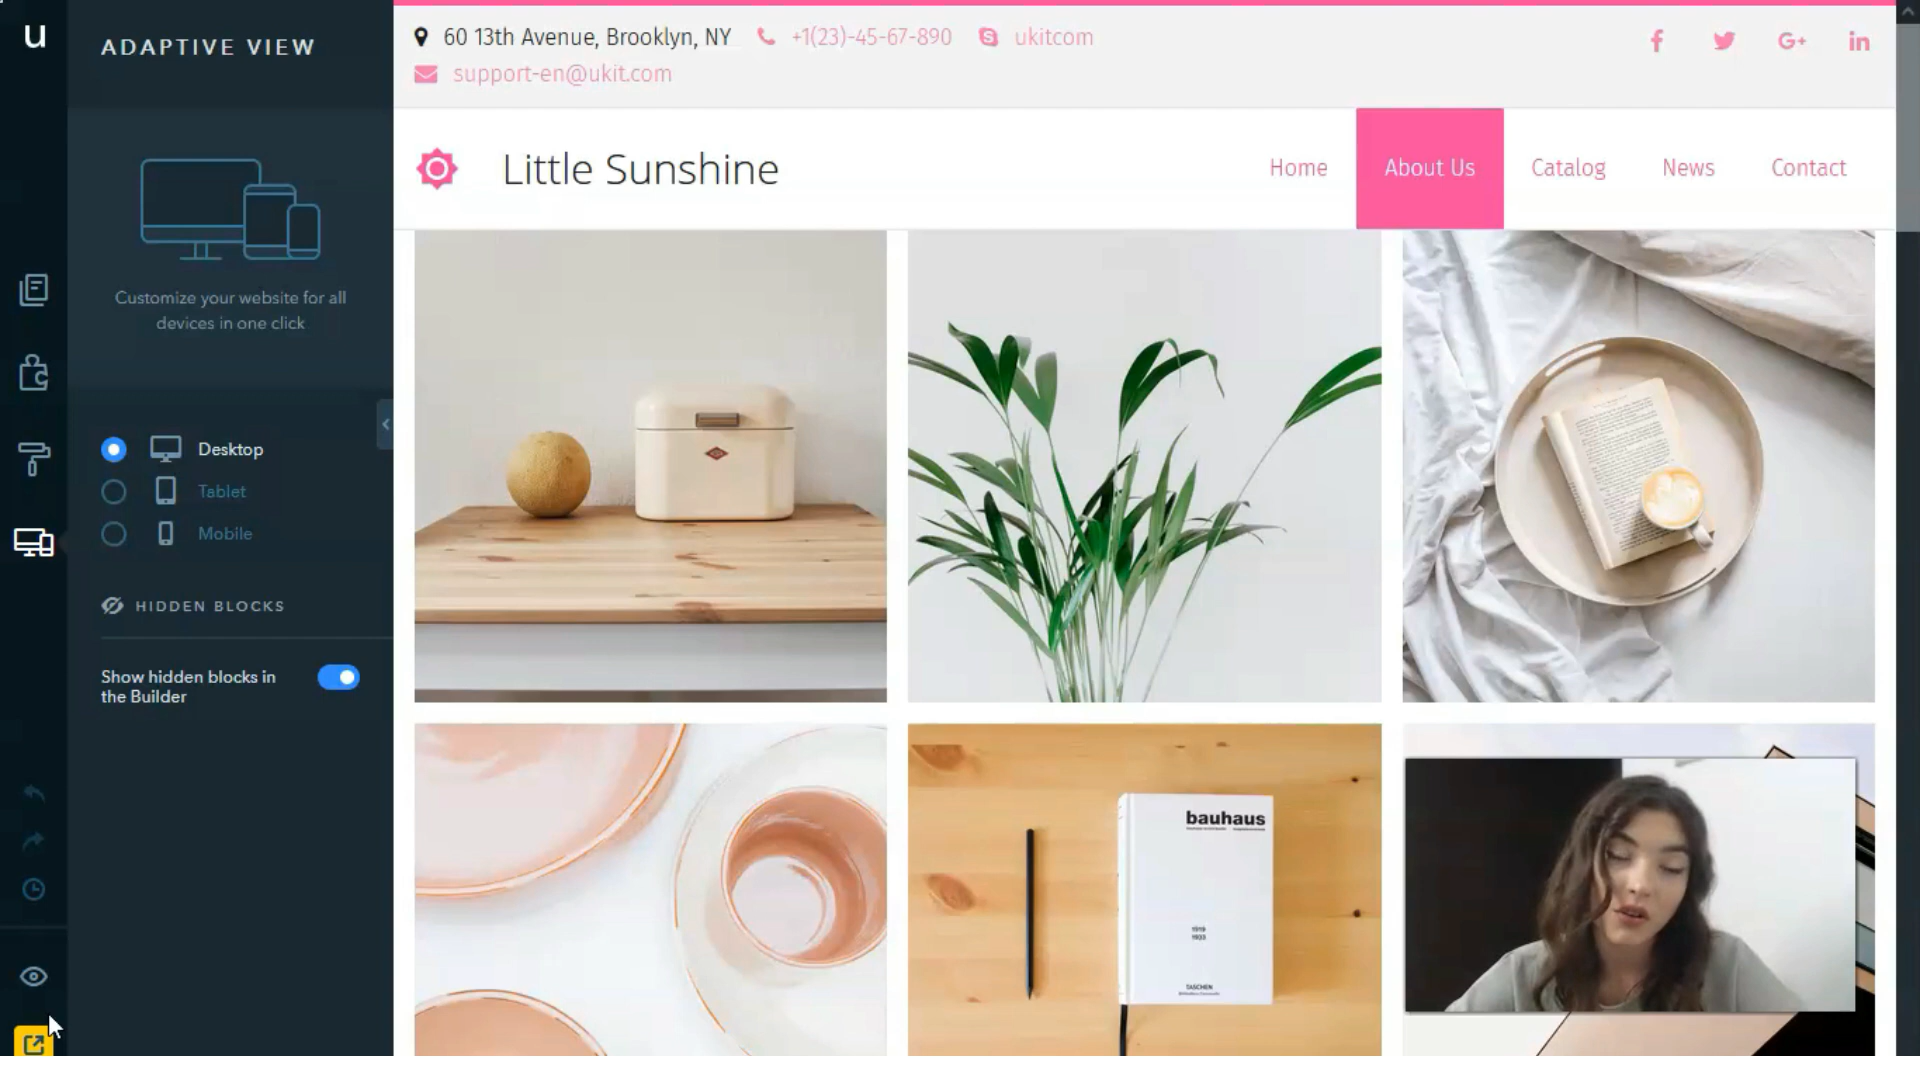 u
ADAPTIVE VIEW
Customize your website for all
devices in one click
Desktop
Tablet
Mobile
HIDDEN BLOCKS
Show hidden blocks in
the Builder
60 13th Avenue, Brooklyn, NY +1(23)-45-67-890 ukitcom
support-en@ukit.com
f G+ in
Little Sunshine
Home About Us Catalog News Contact
bauhaus
1919
1933
TASCHEN